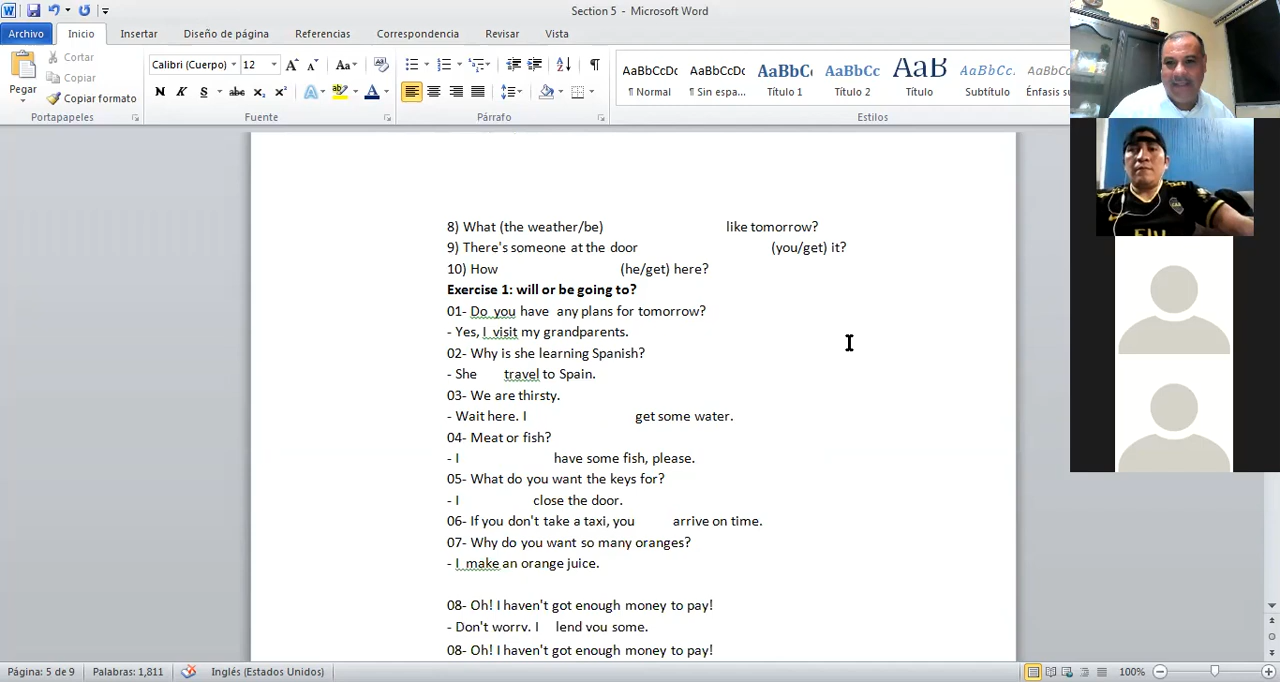 Section 5 - Microsoft Word
Archivo Inicio Insertar Diseño de página Referencias Correspondencia Revisar Vista
Pegar
Cortar
Copiar
Copiar formato
Portapapeles
Calibri (Cuerpo) 12
N K S abc x₂ x²
Fuente
Párrafo
AaBbCcDc AaBbCcDc AaBbC AaBbCc AaB AaBbCc.
¶ Normal ¶ Sin espa... Título 1 Título 2 Título Subtítulo Énfasis s
Estilos
8) What (the weather/be) like tomorrow?
9) There's someone at the door (you/get) it?
10) How (he/get) here?
Exercise 1: will or be going to?
01- Do you have any plans for tomorrow?
- Yes, I visit my grandparents.
02- Why is she learning Spanish?
- She travel to Spain.
03- We are thirsty.
- Wait here. I get some water.
04- Meat or fish?
- I have some fish, please.
05- What do you want the keys for?
- I close the door.
06- If you don't take a taxi, you arrive on time.
07- Why do you want so many oranges?
- I make an orange juice.
08- Oh! I haven't got enough money to pay!
- Don't worry. I lend you some.
08- Oh! I haven't got enough money to pay!
Página: 5 de 9 Palabras: 1,811 Inglés (Estados Unidos) 100%